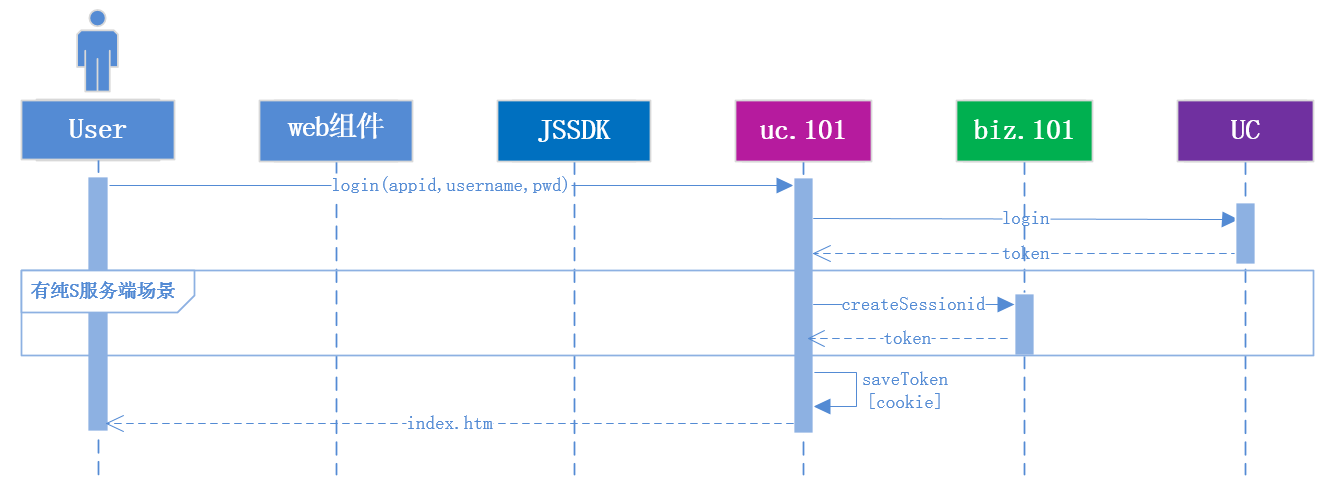 User
web组件
JSSDK
uc.101
biz.101
UC
login(appid,username,pwd)
login
token
有纯S服务端场景
createSessionid
token
saveToken
[cookie]
index.htm